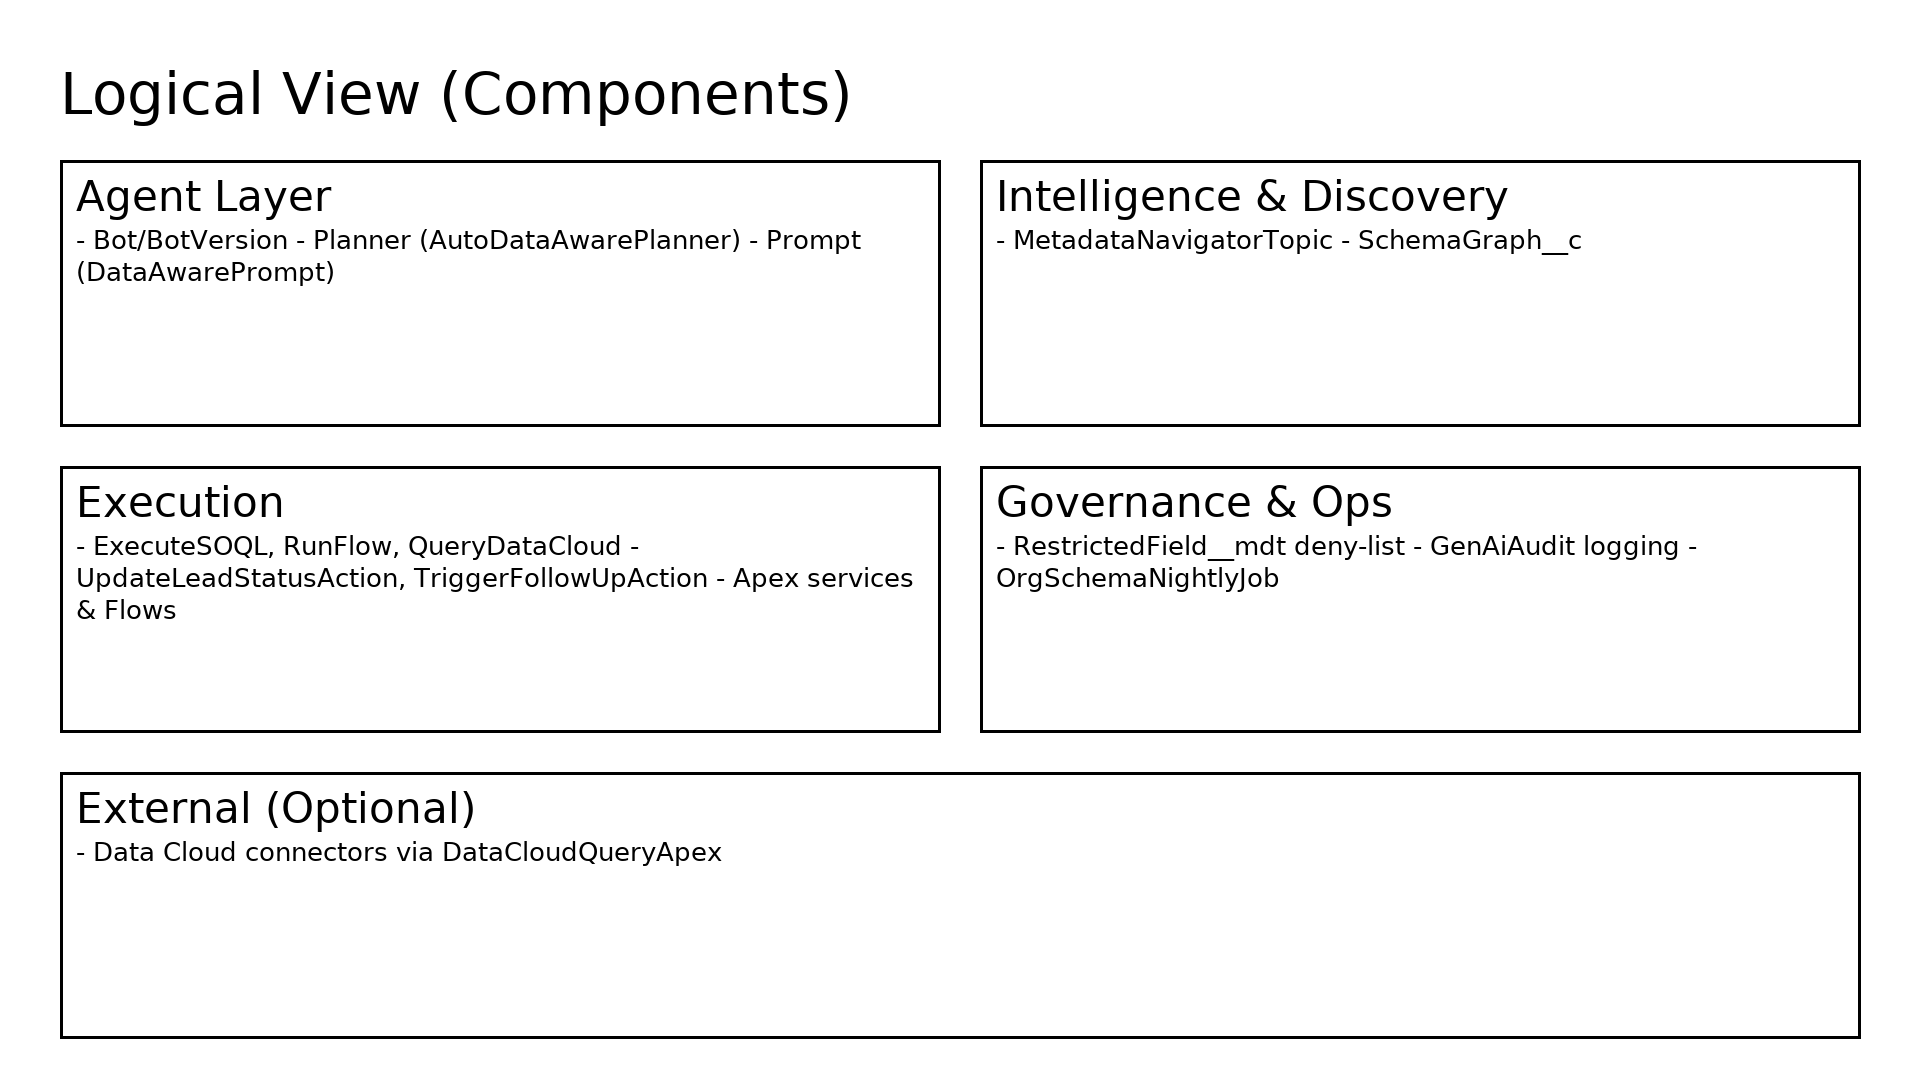 Logical View (Components)
Agent Layer
- Bot/BotVersion - Planner (AutoDataAwarePlanner) - Prompt
(DataAwarePrompt)
Intelligence & Discovery
- MetadataNavigatorTopic - SchemaGraph__c
Execution
- ExecuteSOQL, RunFlow, QueryDataCloud -
UpdateLeadStatusAction, TriggerFollowUpAction - Apex services
& Flows
Governance & Ops
- RestrictedField__mdt deny-list - GenAiAudit logging -
OrgSchemaNightlyJob
External (Optional)
- Data Cloud connectors via DataCloudQueryApex